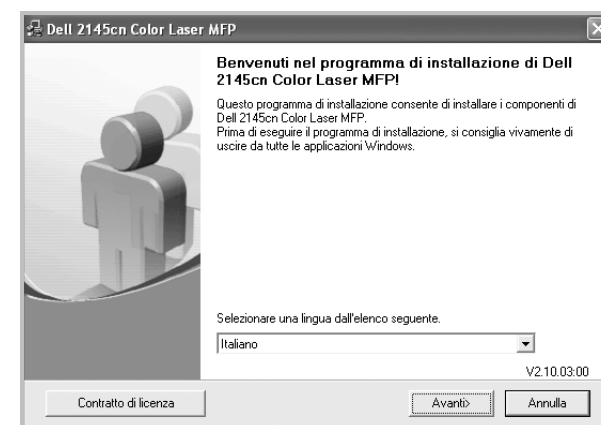 Dell 2145cn Color Laser MFP
Benvenuti nel programma di installazione di Dell
2145cn Color Laser MFP!
Questo programma di installazione consente di installare i componenti di
Dell 2145cn Color Laser MFP.
Prima di eseguire il programma di installazione, si consiglia vivamente di
uscire da tutte le applicazioni Windows.
Selezionare una lingua dall'elenco seguente.
Italiano
V2.10.03:00
Contratto di licenza
Avanti>
Annulla